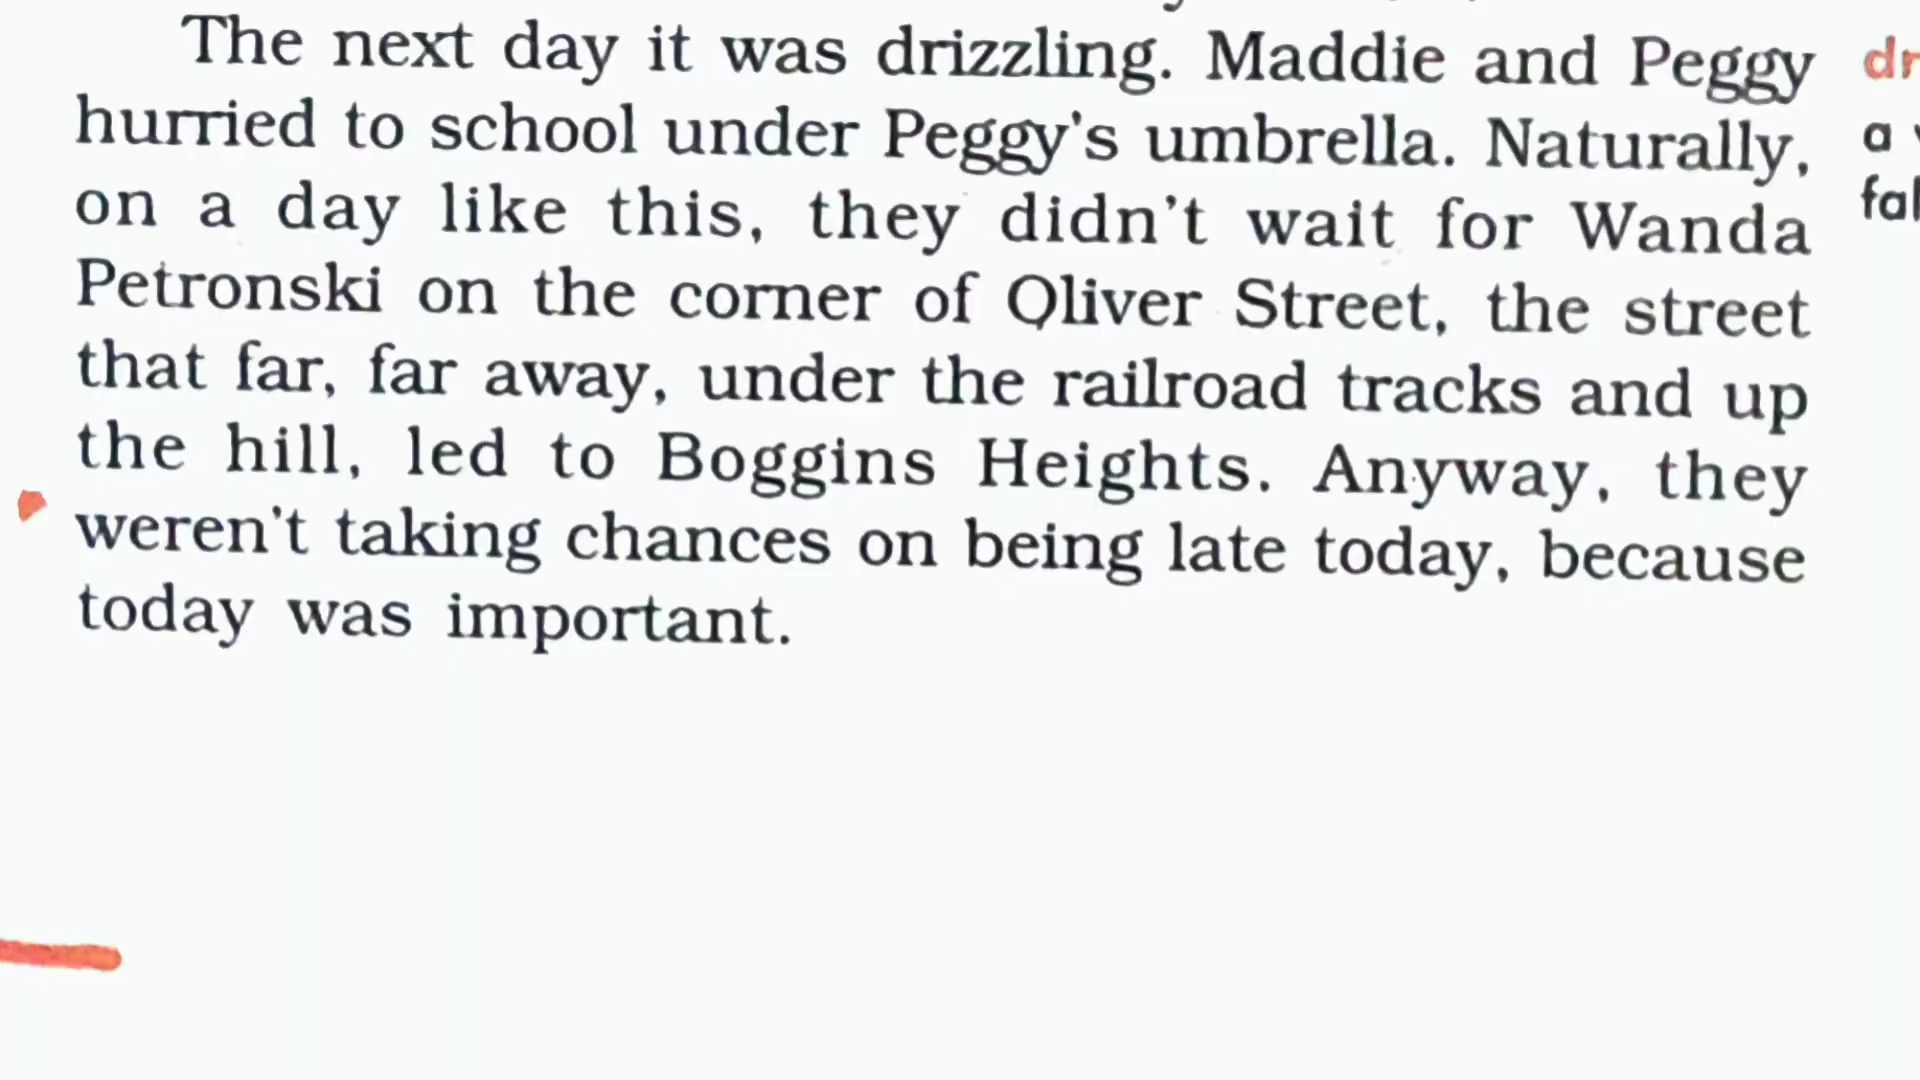 The next day it was drizzling. Maddie and Peggy
hurried to school under Peggy's umbrella. Naturally,
on a day like this, they didn't wait for Wanda
Petronski on the corner of Oliver Street, the street
that far, far away, under the railroad tracks and up
the hill, led to Boggins Heights. Anyway, they
weren't taking chances on being late today, because
today was important.
a